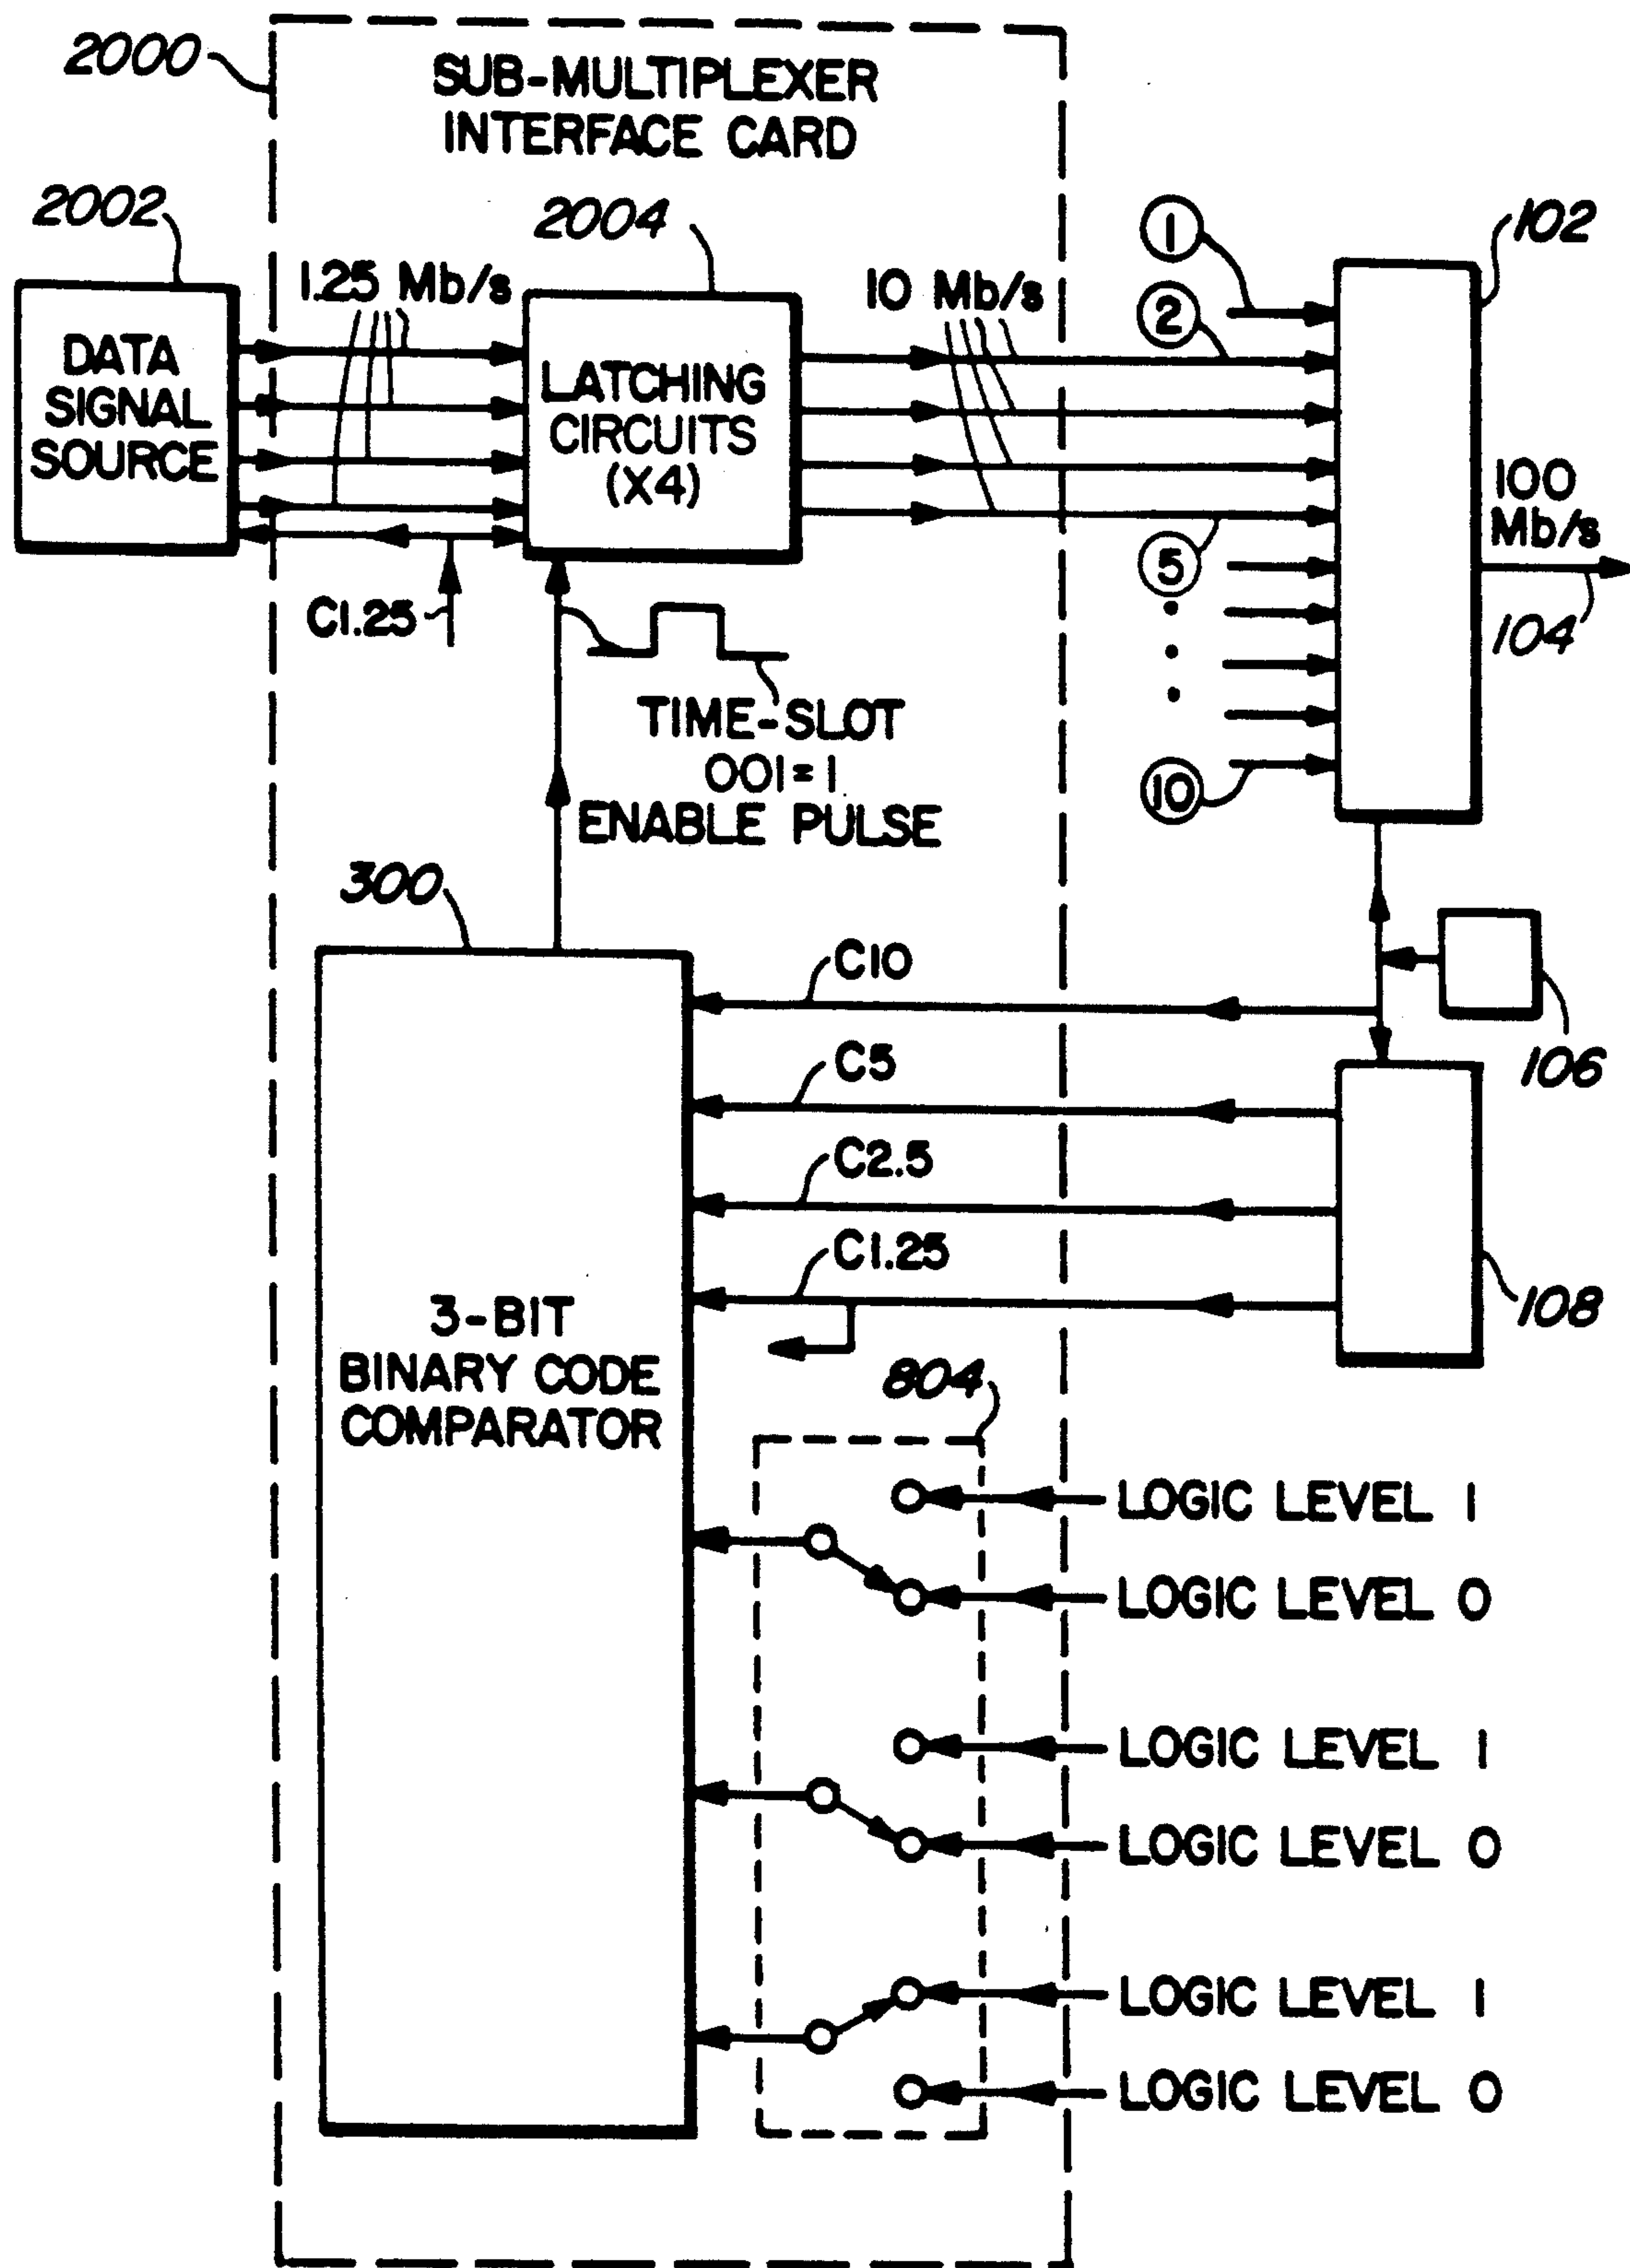 2000
SUB-MULTIPLEXER
INTERFACE CARD
2002
2004
1.25 Mb/s
10 Mb/s
1
2
102
DATA
SIGNAL
SOURCE
LATCHING
CIRCUITS
(X4)
100
Mb/s
5
104
C1.25
TIME-SLOT
001=1
ENABLE PULSE
10
300
C10
106
C5
C2.5
C1.25
108
3-BIT
BINARY CODE
COMPARATOR
804
LOGIC LEVEL 1
LOGIC LEVEL 0
LOGIC LEVEL 1
LOGIC LEVEL 0
LOGIC LEVEL 1
LOGIC LEVEL 0